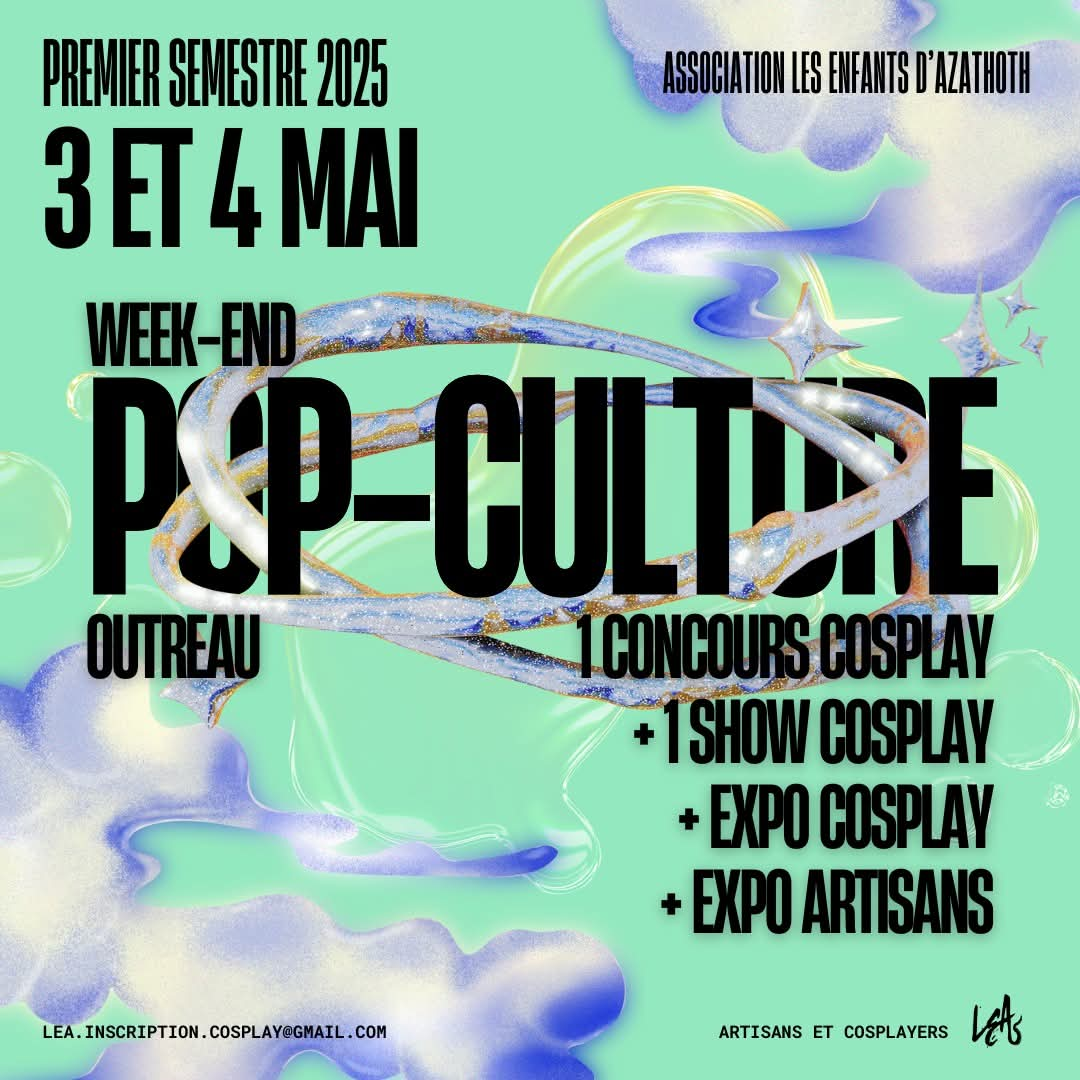 PREMIER SEMESTRE 2025
ASSOCIATION LES ENFANTS D'AZATHOTH
3 ET 4 MAI
WEEK-END
POP-CULTURE
OUTREAU
1 CONCOURS COSPLAY
+ 1 SHOW COSPLAY
+ EXPO COSPLAY
+ EXPO ARTISANS
LEA.INSCRIPTION.COSPLAY@GMAIL.COM
ARTISANS ET COSPLAYERS